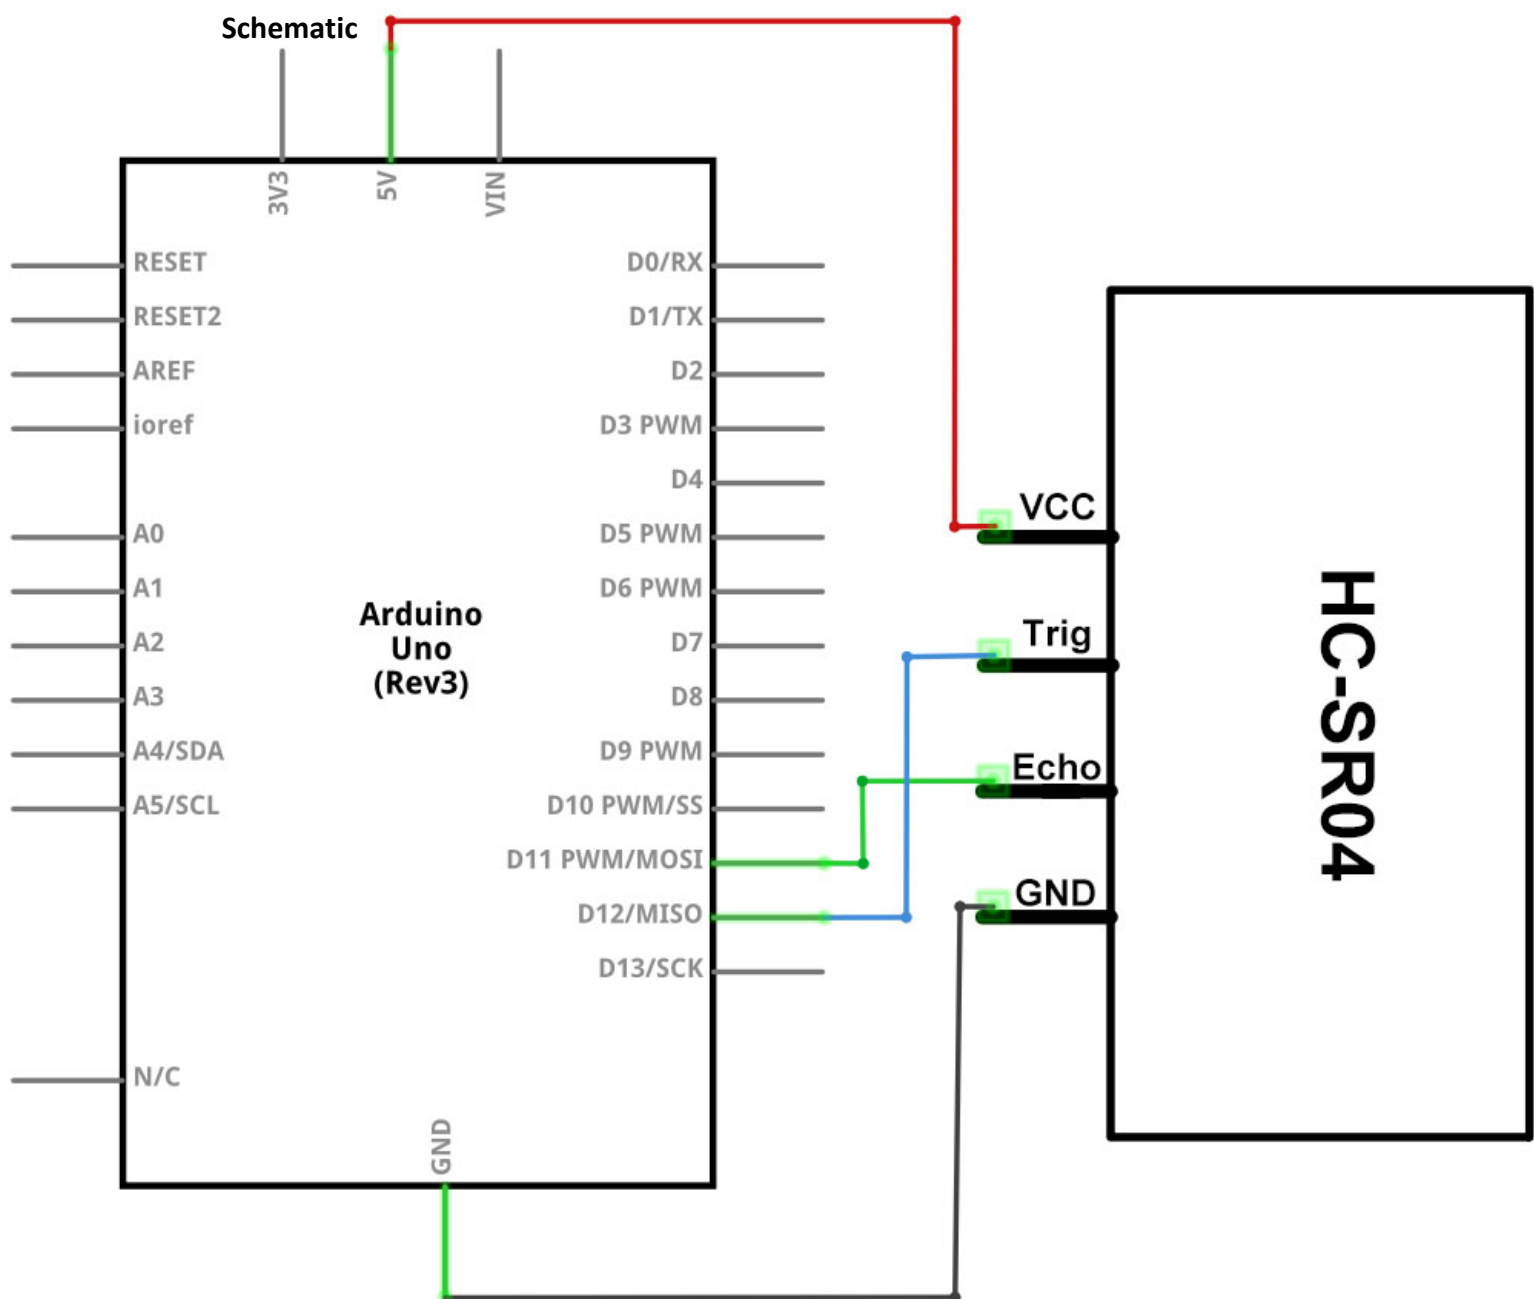 Schematic
3V3
5V
VIN
RESET
RESET2
AREF
ioref
A0
A1
A2
A3
A4/SDA
A5/SCL
N/C
Arduino
Uno
(Rev3)
D0/RX
D1/TX
D2
D3 PWM
D4
D5 PWM
D6 PWM
D7
D8
D9 PWM
D10 PWM/SS
D11 PWM/MOSI
D12/MISO
D13/SCK
GND
VCC
Trig
Echo
GND
HC-SR04